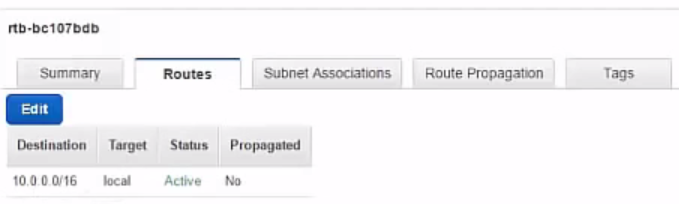 rtb-bc107bdb
Summary Routes Subnet Associations Route Propagation Tags
Edit
Destination Target Status Propagated
10.0.0.0/16 local Active No